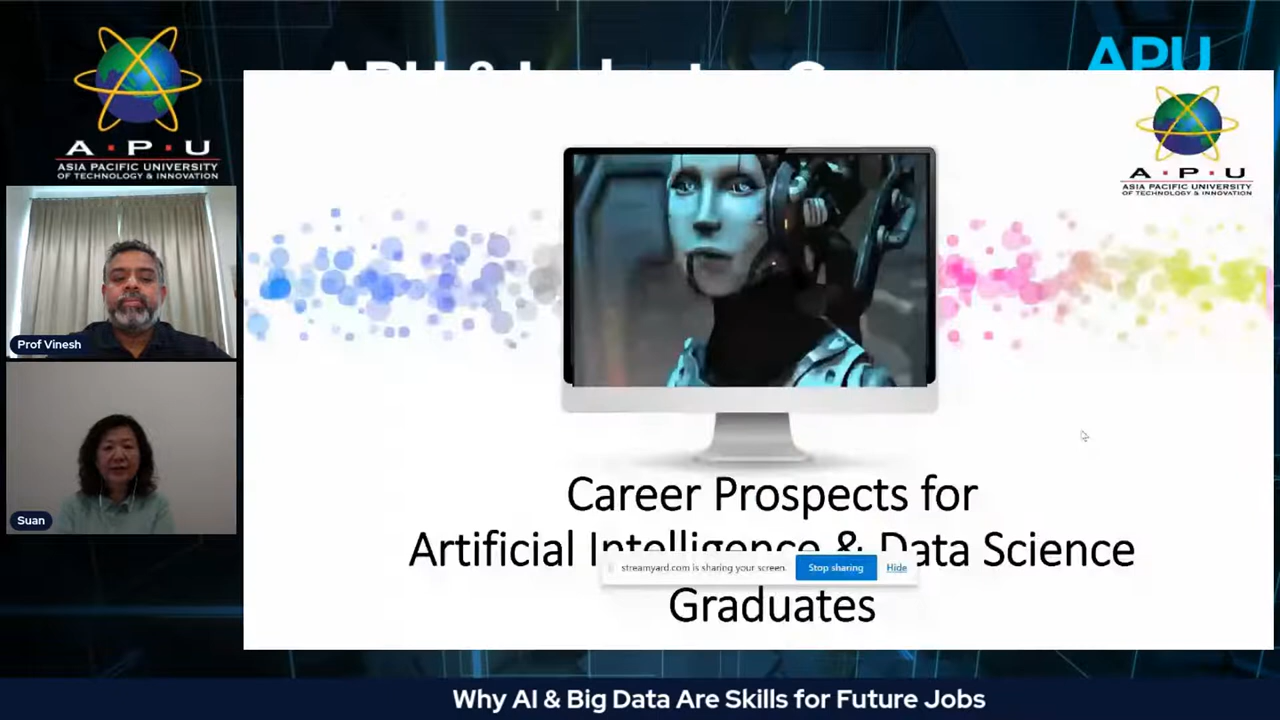 A·P·U
ASIA PACIFIC UNIVERSITY
OF TECHNOLOGY & INNOVATION
APU &
APU
A·P·U
ASIA PACIFIC UNIVERSITY
OF TECHNOLOGY & INNOVATION
Prof Vinesh
Suan
Career Prospects for
Artificial Intelligence & Data Science
streamyard.com is sharing your screen.
Stop sharing
Hide
Graduates
Why AI & Big Data Are Skills for Future Jobs